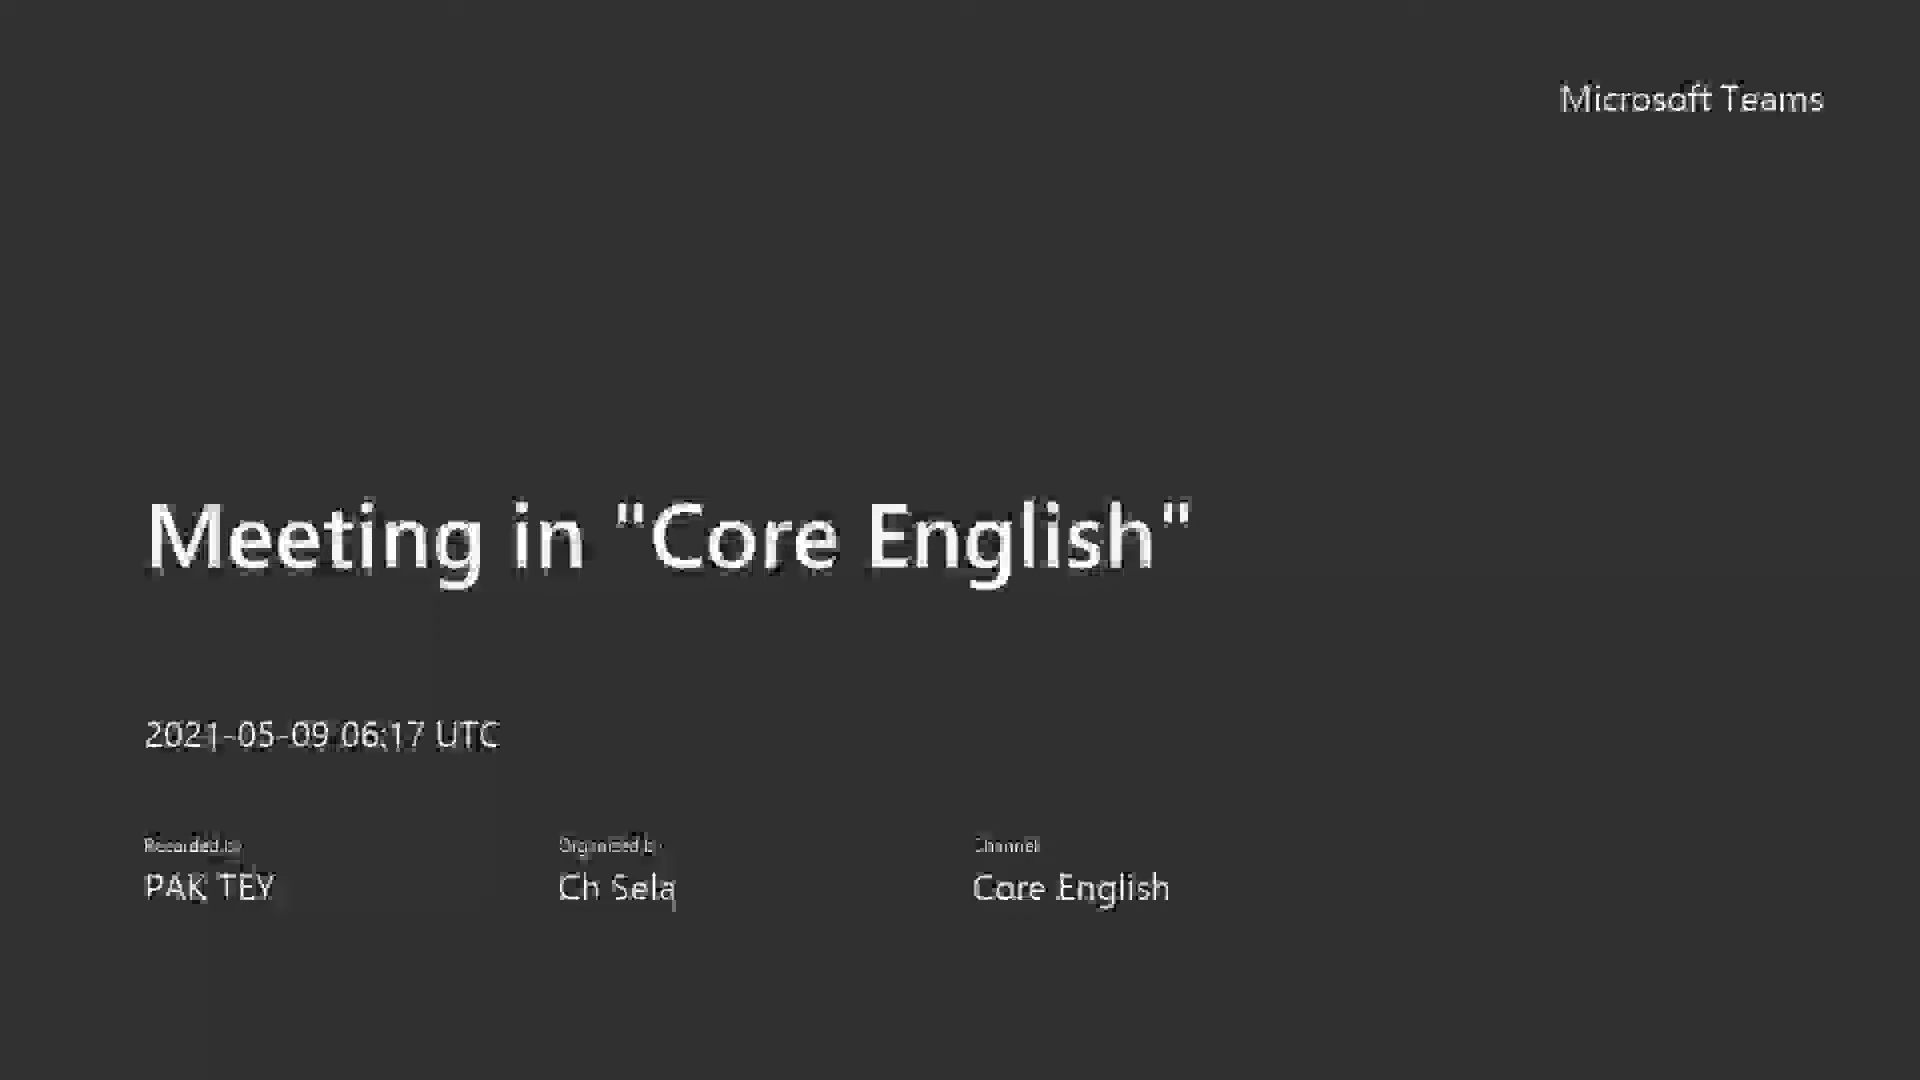 Microsoft Teams
Meeting in "Core English"
2021-05-09 06:17 UTC
Recorded by
Organized by
Channel
PAK TEY
Ch Sela
Core English